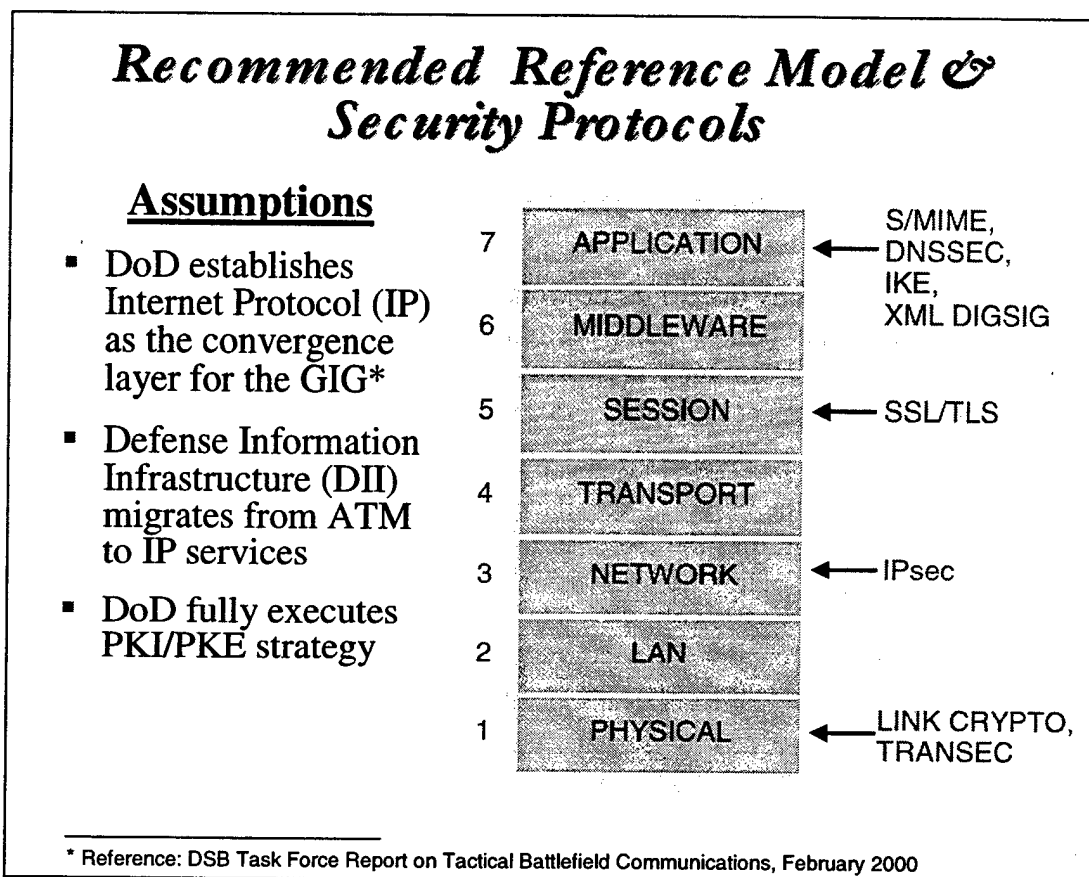 Recommended Reference Model &
Security Protocols
Assumptions
▪ DoD establishes
Internet Protocol (IP)
as the convergence
layer for the GIG*
▪ Defense Information
Infrastructure (DII)
migrates from ATM
to IP services
▪ DoD fully executes
PKI/PKE strategy
7 APPLICATION
S/MIME,
DNSSEC,
IKE,
XML DIGSIG
6 MIDDLEWARE
5 SESSION
SSL/TLS
4 TRANSPORT
3 NETWORK
IPsec
2 LAN
1 PHYSICAL
LINK CRYPTO,
TRANSEC
* Reference: DSB Task Force Report on Tactical Battlefield Communications, February 2000